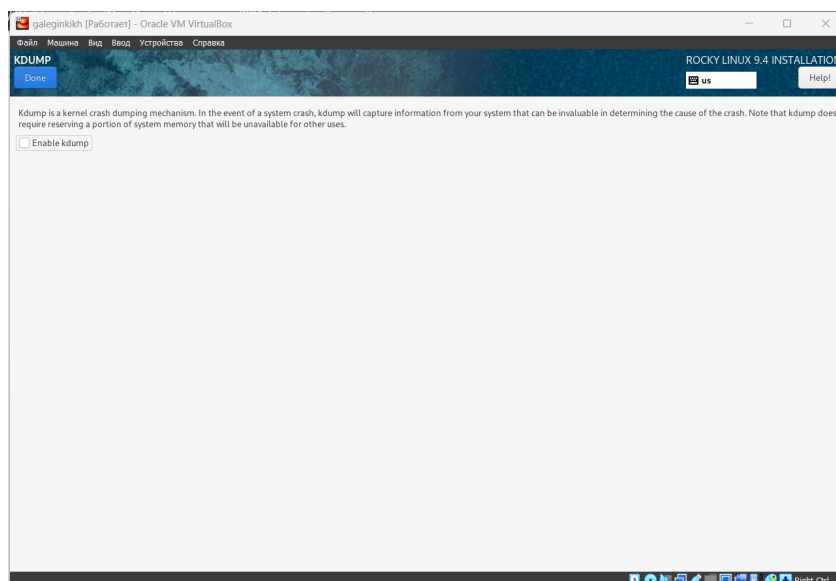 galeginkikh [Работает] - Oracle VM VirtualBox
Файл Машина Вид Ввод Устройства Справка
KDUMP
ROCKY LINUX 9.4 INSTALLATION
Done
us
Help!
Kdump is a kernel crash dumping mechanism. In the event of a system crash, kdump will capture information from your system that can be invaluable in determining the cause of the crash. Note that kdump does
require reserving a portion of system memory that will be unavailable for other uses.
Enable kdump
Right Ctrl